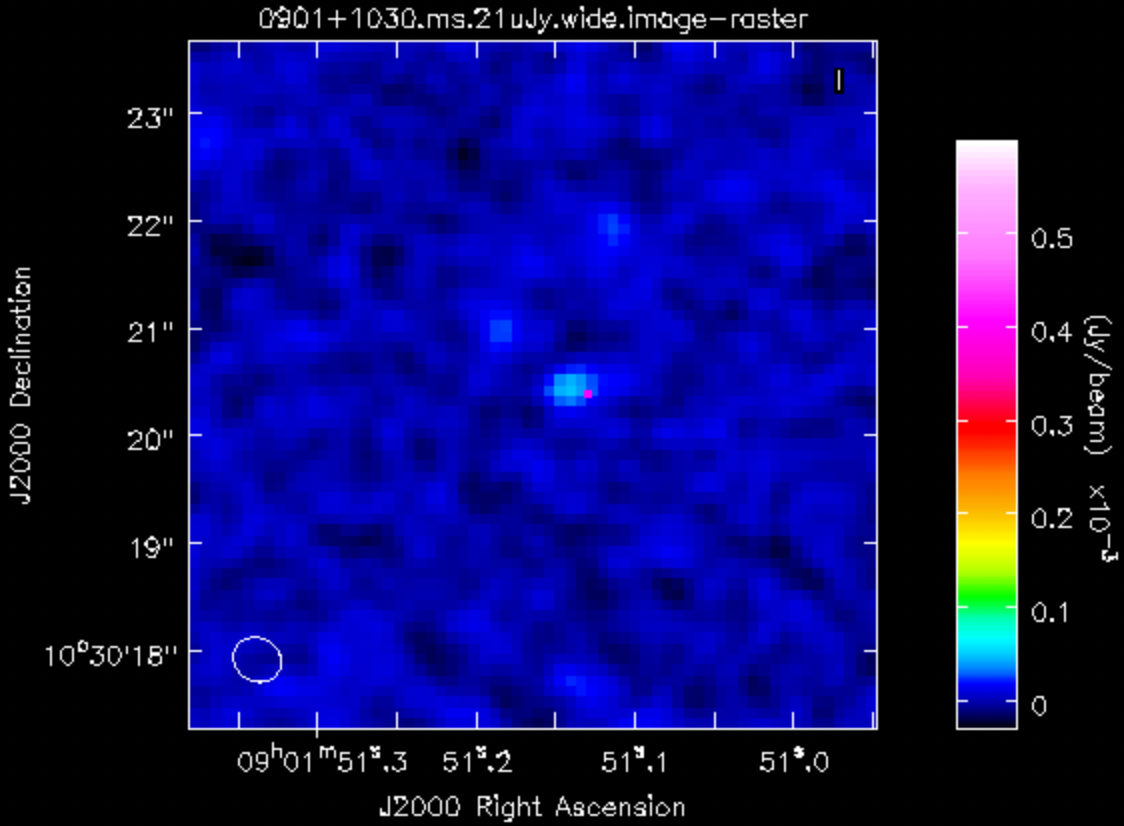 0901+1030.ms.21uJy.wide.image-raster
I
23"
22"
21"
20"
19"
10°30'18"
J2000 Declination
09ʰ01ᵐ51ˢ.3
51ˢ.2
51ˢ.1
51ˢ.0
J2000 Right Ascension
0.5
0.4
0.3
0.2
0.1
0
(Jy/beam) x10⁻³